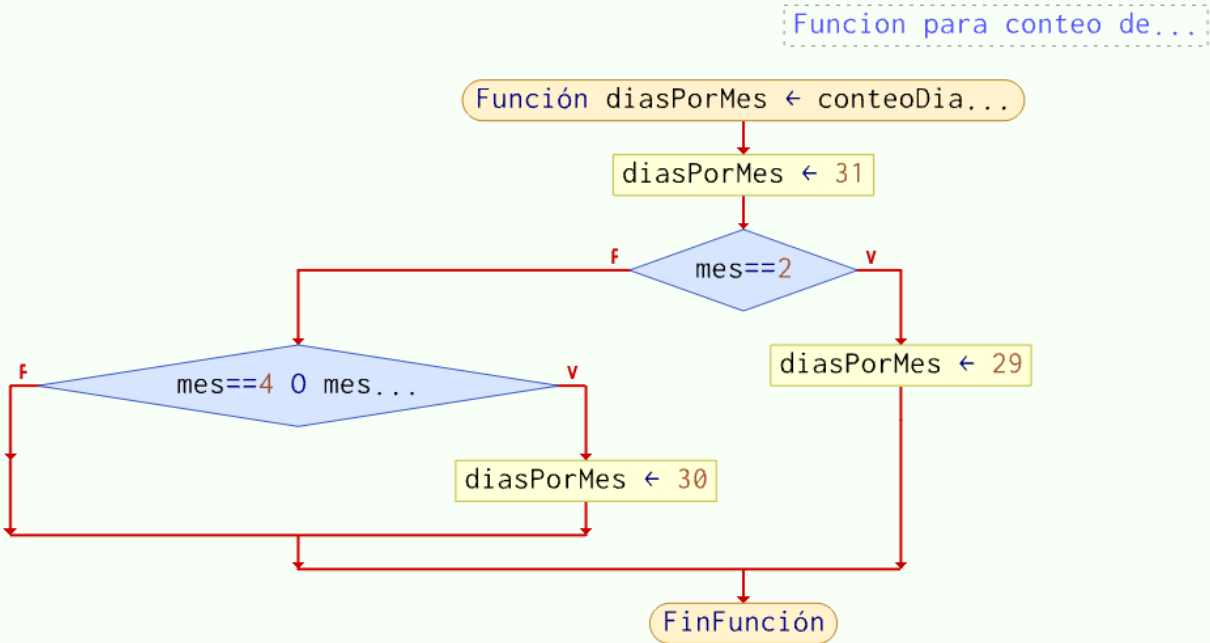 Funcion para conteo de...
Función diasPorMes ← conteoDia...
diasPorMes ← 31
mes==2
F
V
diasPorMes ← 29
mes==4 O mes...
F
V
diasPorMes ← 30
FinFunción